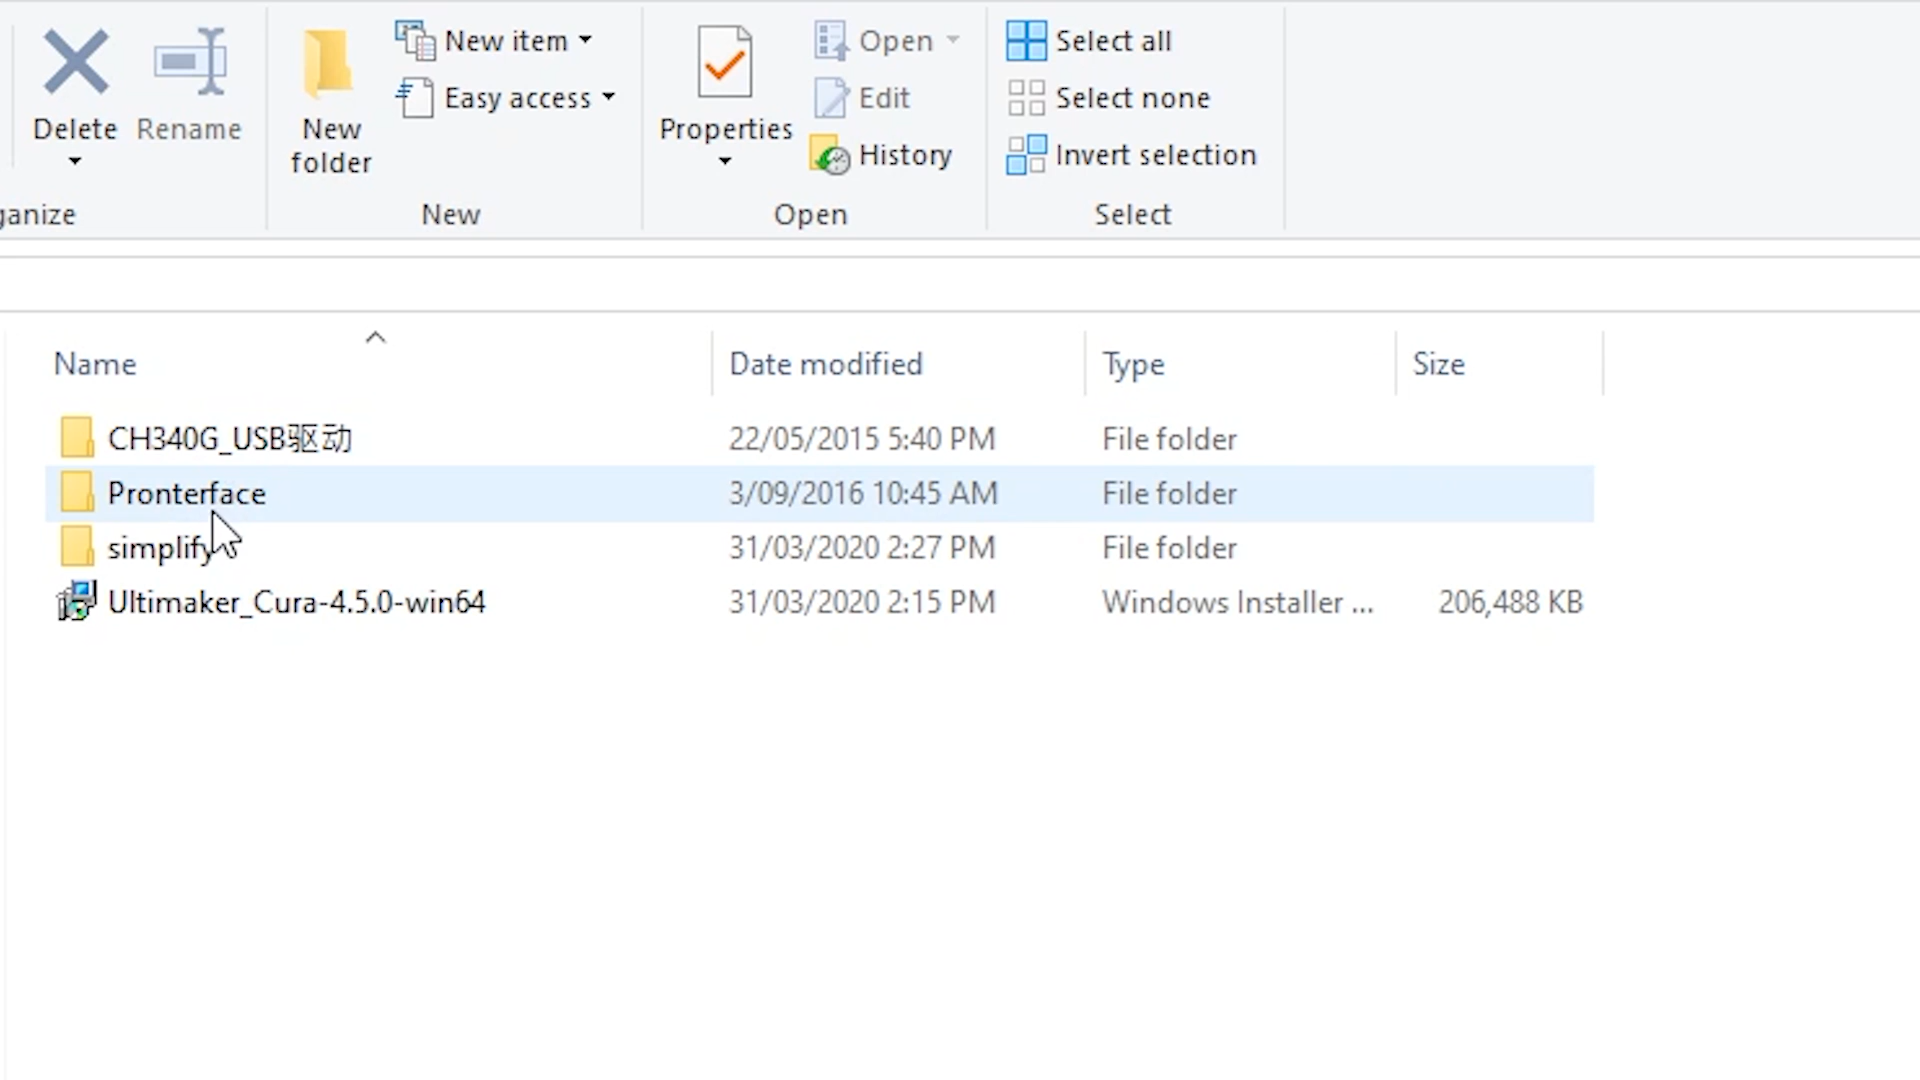 Delete
Rename
ganize
New folder
New item
Easy access
New
Properties
Open
Edit
History
Open
Select all
Select none
Invert selection
Select
Name Date modified Type Size
CH340G_USB驱动 22/05/2015 5:40 PM File folder
Pronterface 3/09/2016 10:45 AM File folder
simplify 31/03/2020 2:27 PM File folder
Ultimaker_Cura-4.5.0-win64 31/03/2020 2:15 PM Windows Installer ... 206,488 KB